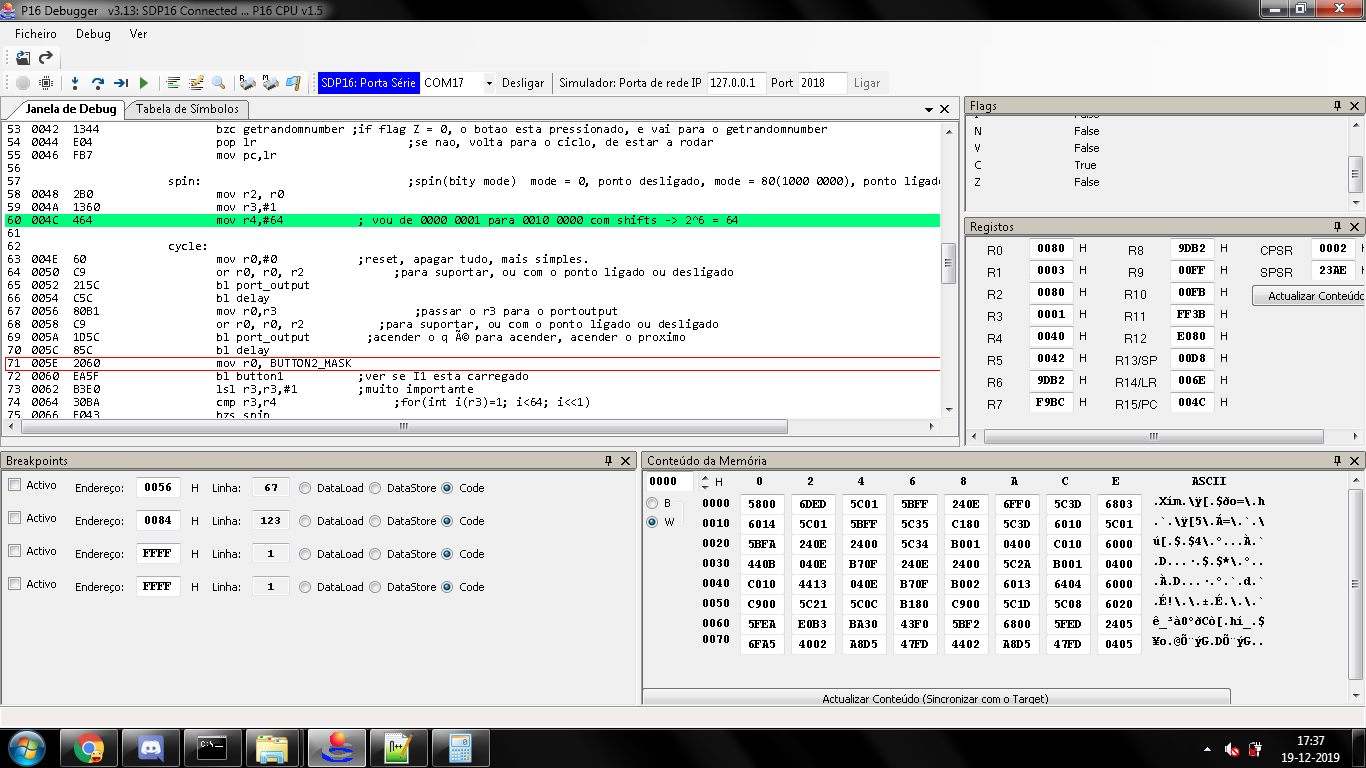 P16 Debugger v3.13: SDP16 Connected ... P16 CPU v1.5
Ficheiro Debug Ver
SDP16: Porta Série COM17 Desligar Simulador: Porta de rede IP 127.0.0.1 Port 2018 Ligar
Janela de Debug Tabela de Símbolos
53 0042 1344 bzc getrandomnumber ;if flag Z = 0, o botao esta pressionado, e vai para o getrandomnumber
54 0044 E04 pop lr ;se nao, volta para o ciclo, de estar a rodar
55 0046 FB7 mov pc,lr
56
57 spin: ;spin(bity mode) mode = 0, ponto desligado, mode = 80(1000 0000), ponto ligado
58 0048 2B0 mov r2, r0
59 004A 1360 mov r3,#1
60 004C 464 mov r4,#64 ; vou de 0000 0001 para 0010 0000 com shifts -> 2^6 = 64
61
62 cycle:
63 004E 60 mov r0,#0 ;reset, apagar tudo, mais simples.
64 0050 C9 or r0, r0, r2 ;para suportar, ou com o ponto ligado ou desligado
65 0052 215C bl port_output
66 0054 C5C bl delay
67 0056 80B1 mov r0,r3 ;passar o r3 para o portoutput
68 0058 C9 or r0, r0, r2 ;para suportar, ou com o ponto ligado ou desligado
69 005A 1D5C bl port_output ;acender o q Ã© para acender, acender o proximo
70 005C 85C bl delay
71 005E 2060 mov r0, BUTTON2_MASK
72 0060 EA5F bl button1 ;ver se I1 esta carregado
73 0062 B3E0 lsl r3,r3,#1 ;muito importante
74 0064 30BA cmp r3,r4 ;for(int i(r3)=1; i<64; i<<1)
75 0066 F043 bzs spin
Flags
N False
V False
C True
Z False
Registos
R0 0080 H R8 9DB2 H CPSR 0002
R1 0003 H R9 00FF H SPSR 23AE
R2 0080 H R10 00FB H Actualizar Conteúdo
R3 0001 H R11 FF3B H
R4 0040 H R12 E080 H
R5 0042 H R13/SP 00D8 H
R6 9DB2 H R14/LR 006E H
R7 F9BC H R15/PC 004C H
Breakpoints
Activo Endereço: 0056 H Linha: 67 DataLoad DataStore Code
Activo Endereço: 0084 H Linha: 123 DataLoad DataStore Code
Activo Endereço: FFFF H Linha: 1 DataLoad DataStore Code
Activo Endereço: FFFF H Linha: 1 DataLoad DataStore Code
Conteúdo da Memória
0000 H 0 2 4 6 8 A C E ASCII
B
W
0000 5800 6DED 5C01 5BFF 240E 6FF0 5C3D 6803 .Xím.\ÿ[.$ðo=\.h
0010 6014 5C01 5BFF 5C35 C180 5C3D 6010 5C01 .`.\ÿ[5\.Á=\.`.\
0020 5BFA 240E 2400 5C34 B001 0400 C010 6000 ú[.$.$4\.°...À.`
0030 440B 040E B70F 240E 2400 5C2A B001 0400 .D...·.$.$*\.°..
0040 C010 4413 040E B70F B002 6013 6404 6000 .À.D...·.°.`.d.`
0050 C900 5C21 5C0C B180 C900 5C1D 5C08 6020 .É!\.\.±.É.\.\.`
0060 5FEA E0B3 BA30 43F0 5BF2 6800 5FED 2405 ê_³à0°ðCò[.hí_.$
0070 6FA5 4002 A8D5 47FD 4402 A8D5 47FD 0405 ¥o.@Õ¨ýG.DÕ¨ýG..
Actualizar Conteúdo (Sincronizar com o Target)
17:37
19-12-2019